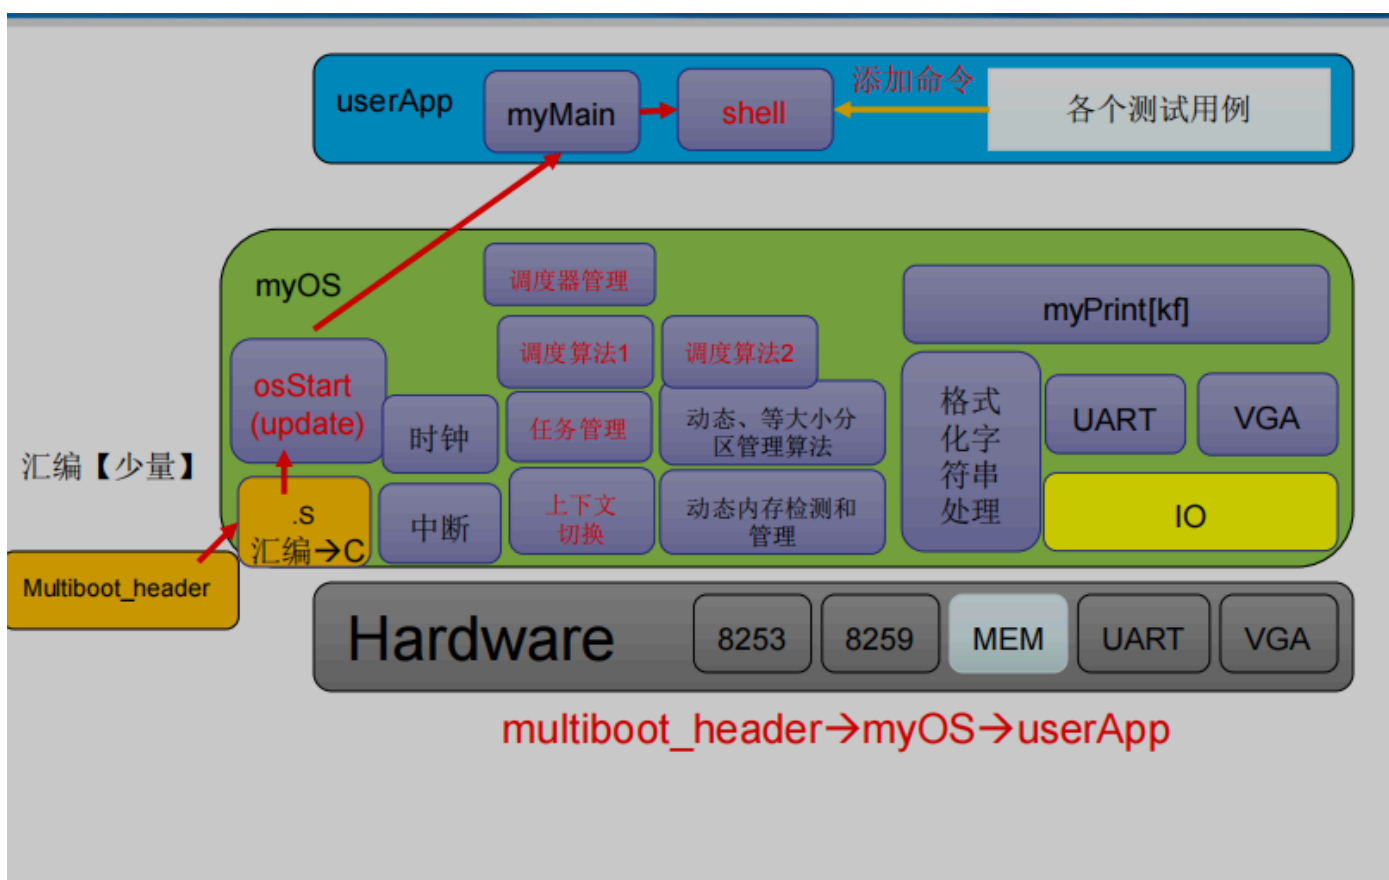 userApp
myMain
shell
添加命令
各个测试用例
myOS
调度器管理
myPrint[kf]
调度算法1
调度算法2
osStart
(update)
时钟
任务管理
动态、等大小分
区管理算法
格式
化字
符串
处理
UART
VGA
汇编【少量】
.s
汇编→C
中断
上下文
切换
动态内存检测和
管理
IO
Multiboot_header
Hardware
8253
8259
MEM
UART
VGA
multiboot_header→myOS→userApp